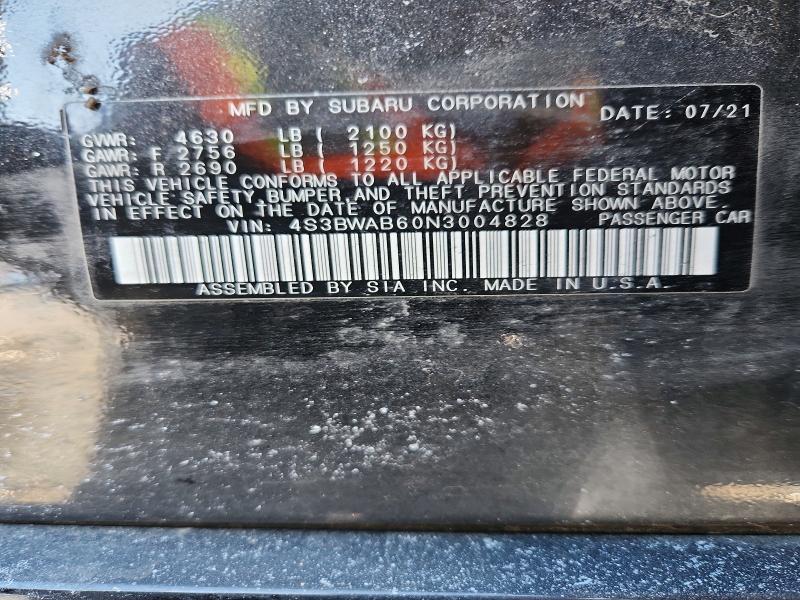 MFD BY SUBARU CORPORATION DATE: 07/21
GVWR: 4630 LB ( 2100 KG)
GAWR: F 2756 LB ( 1250 KG)
GAWR: R 2690 LB ( 1220 KG)
THIS VEHICLE CONFORMS TO ALL APPLICABLE FEDERAL MOTOR
VEHICLE SAFETY,BUMPER,AND THEFT PREVENTION STANDARDS
IN EFFECT ON THE DATE OF MANUFACTURE SHOWN ABOVE.
VIN: 4S3BWAB60N3004828 PASSENGER CAR
ASSEMBLED BY SIA INC. MADE IN U.S.A.